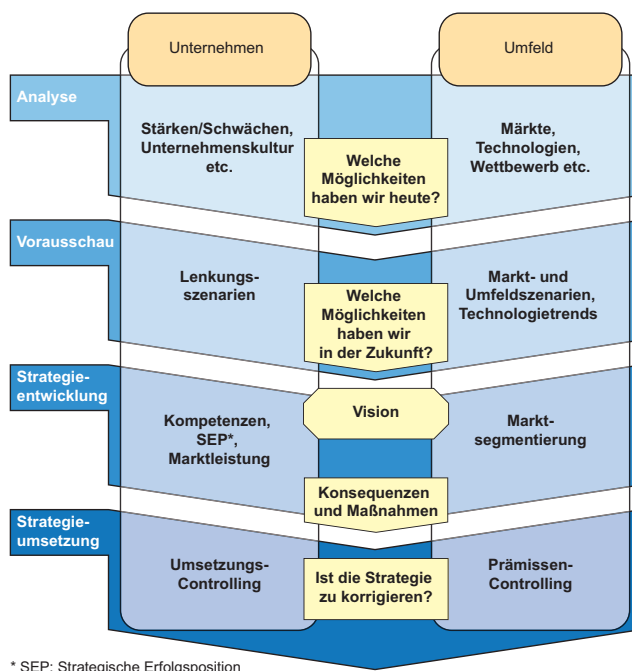 Unternehmen
Umfeld
Analyse
Stärken/Schwächen,
Unternehmenskultur
etc.
Welche
Möglichkeiten
haben wir heute?
Märkte,
Technologien,
Wettbewerb etc.
Vorausschau
Lenkungs-
szenarien
Welche
Möglichkeiten
haben wir
in der Zukunft?
Markt- und
Umfeldszenarien,
Technologietrends
Strategie-
entwicklung
Kompetenzen,
SEP*,
Marktleistung
Vision
Markt-
segmentierung
Konsequenzen
und Maßnahmen
Strategie-
umsetzung
Umsetzungs-
Controlling
Ist die Strategie
zu korrigieren?
Prämissen-
Controlling
* SEP: Strategische Erfolgsposition